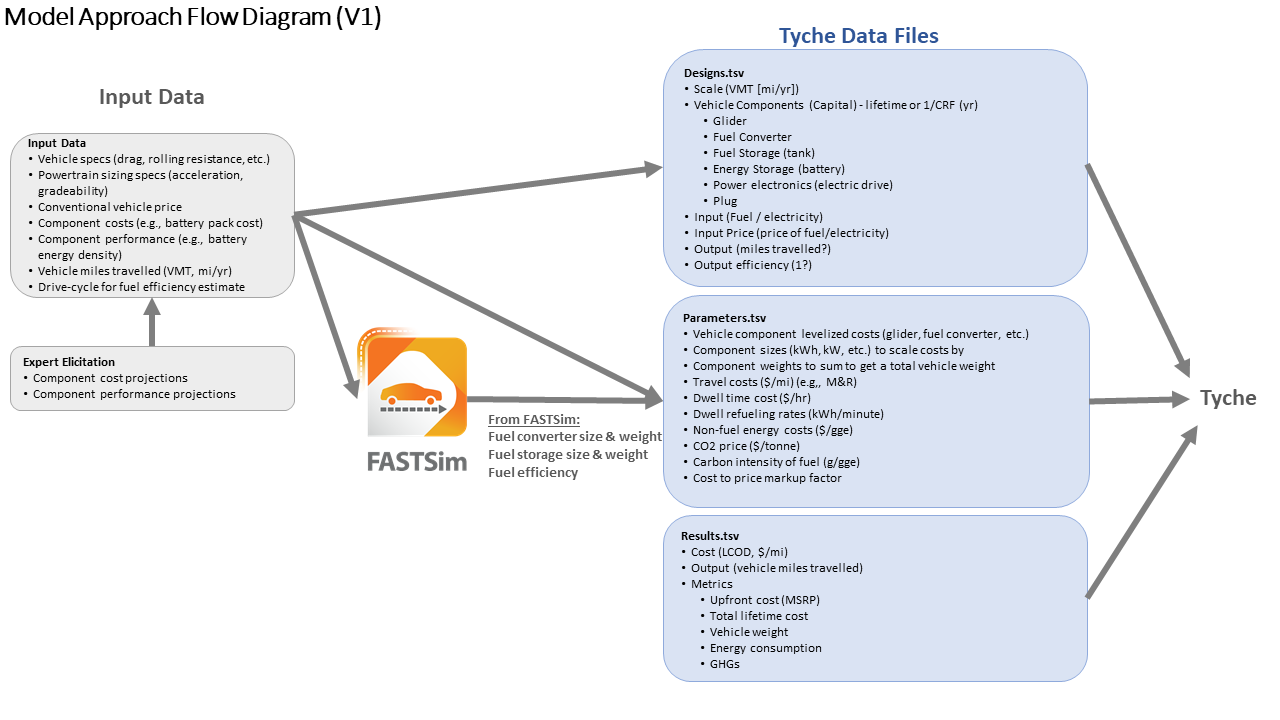 Model Approach Flow Diagram (V1)
Input Data
Input Data
• Vehicle specs (drag, rolling resistance, etc.)
• Powertrain sizing specs (acceleration,
gradeability)
• Conventional vehicle price
• Component costs (e.g., battery pack cost)
• Component performance (e.g., battery
energy density)
• Vehicle miles travelled (VMT, mi/yr)
• Drive-cycle for fuel efficiency estimate
Expert Elicitation
• Component cost projections
• Component performance projections
FASTSim
From FASTSim:
Fuel converter size & weight
Fuel storage size & weight
Fuel efficiency
Tyche Data Files
Designs.tsv
• Scale (VMT [mi/yr])
• Vehicle Components (Capital) - lifetime or 1/CRF (yr)
• Glider
• Fuel Converter
• Fuel Storage (tank)
• Energy Storage (battery)
• Power electronics (electric drive)
• Plug
• Input (Fuel / electricity)
• Input Price (price of fuel/electricity)
• Output (miles travelled?)
• Output efficiency (1?)
Parameters.tsv
• Vehicle component levelized costs (glider, fuel converter, etc.)
• Component sizes (kWh, kW, etc.) to scale costs by
• Component weights to sum to get a total vehicle weight
• Travel costs ($/mi) (e.g,, M&R)
• Dwell time cost ($/hr)
• Dwell refueling rates (kWh/minute)
• Non-fuel energy costs ($/gge)
• CO2 price ($/tonne)
• Carbon intensity of fuel (g/gge)
• Cost to price markup factor
Results.tsv
• Cost (LCOD, $/mi)
• Output (vehicle miles travelled)
• Metrics
• Upfront cost (MSRP)
• Total lifetime cost
• Vehicle weight
• Energy consumption
• GHGs
Tyche